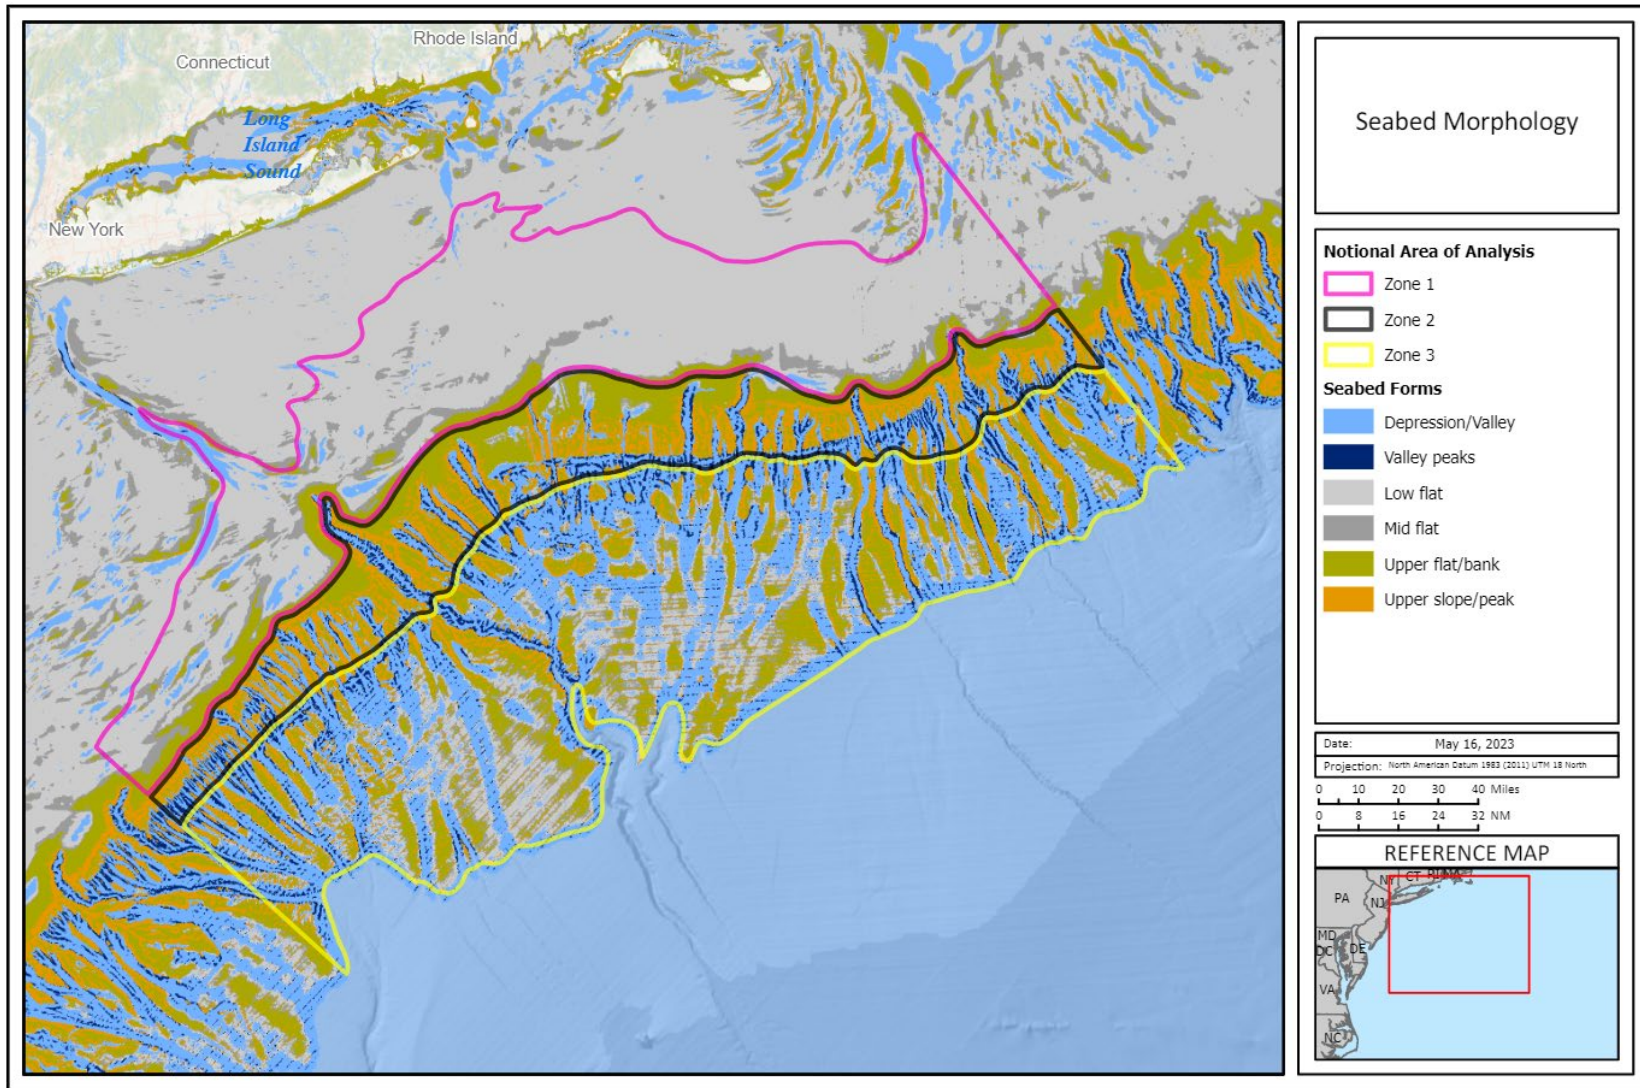 Rhode Island
Connecticut
Long
Island
Sound
New York
Seabed Morphology
Notional Area of Analysis
Zone 1
Zone 2
Zone 3
Seabed Forms
Depression/Valley
Valley peaks
Low flat
Mid flat
Upper flat/bank
Upper slope/peak
Date: May 16, 2023
Projection: North American Datum 1983 (2011) UTM 18 North
0 10 20 30 40 Miles
0 8 16 24 32 NM
REFERENCE MAP
NY CT RI
PA NJ
MD
DC DE
VA
NC